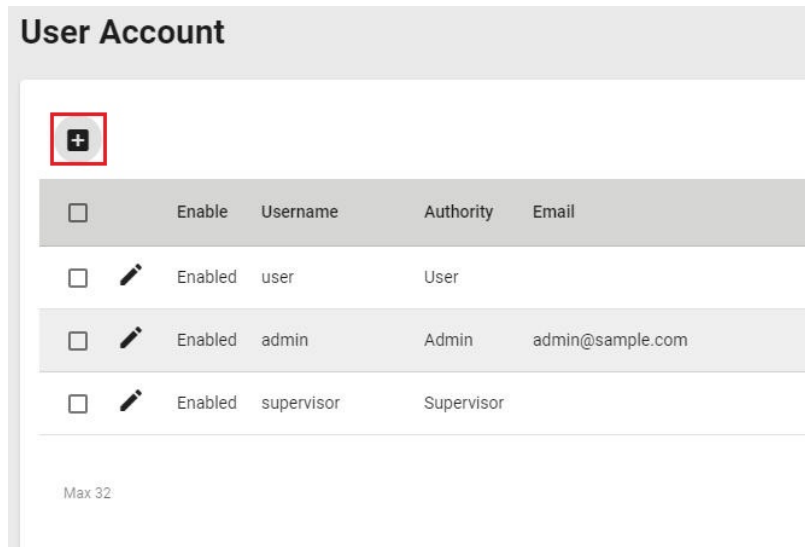 User Account
Enable Username Authority Email
Enabled user User
Enabled admin Admin admin@sample.com
Enabled supervisor Supervisor
Max 32